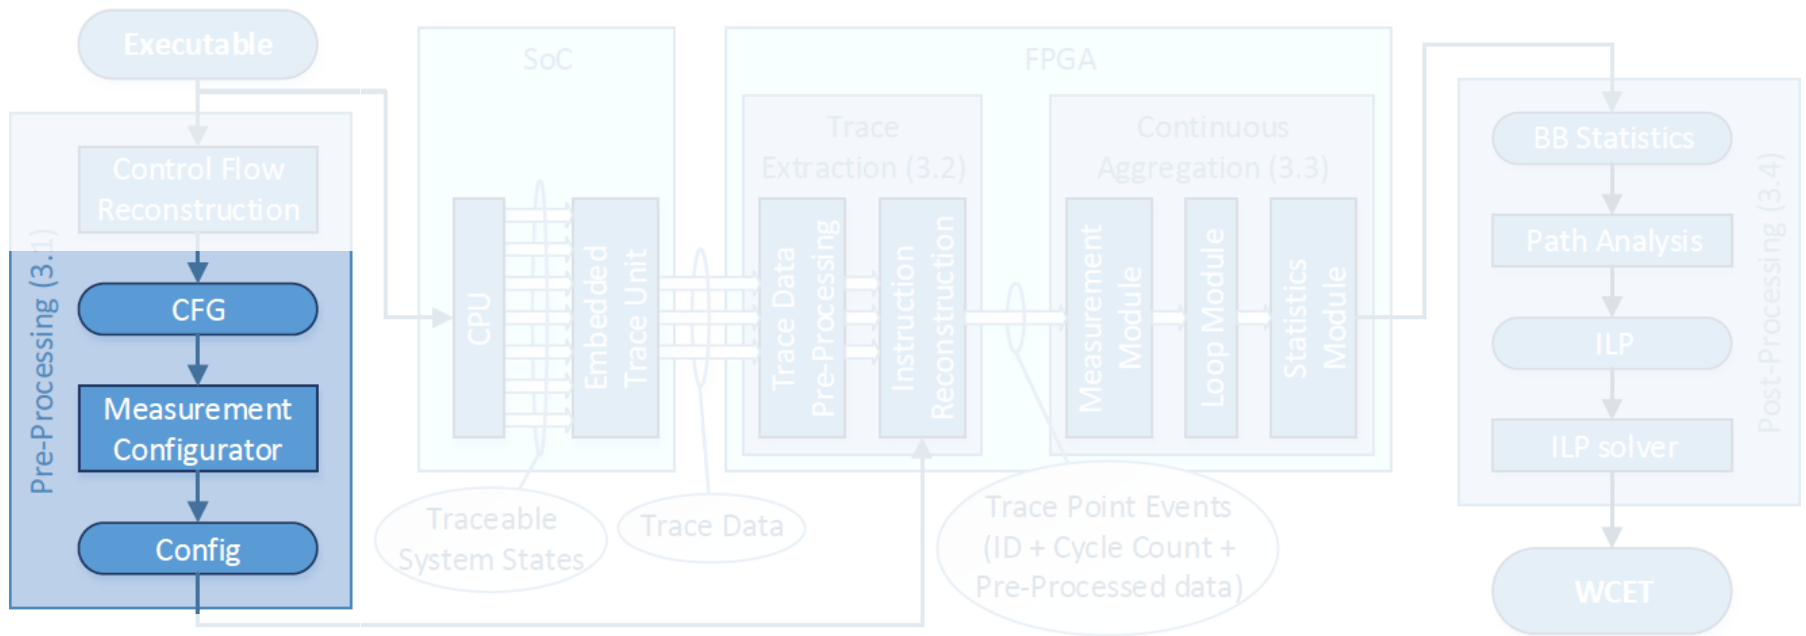 Executable
SoC
FPGA
Control Flow
Reconstruction
Pre-Processing (3.1)
CFG
Measurement
Configurator
Config
CPU
Embedded
Trace Unit
Traceable
System States
Trace Data
Trace
Extraction (3.2)
Trace Data
Pre-Processing
Instruction
Reconstruction
Trace Point Events
(ID + Cycle Count +
Pre-Processed data)
Continuous
Aggregation (3.3)
Measurement
Module
Loop Module
Statistics
Module
BB Statistics
Path Analysis
ILP
ILP solver
Post-Processing (3.4)
WCET